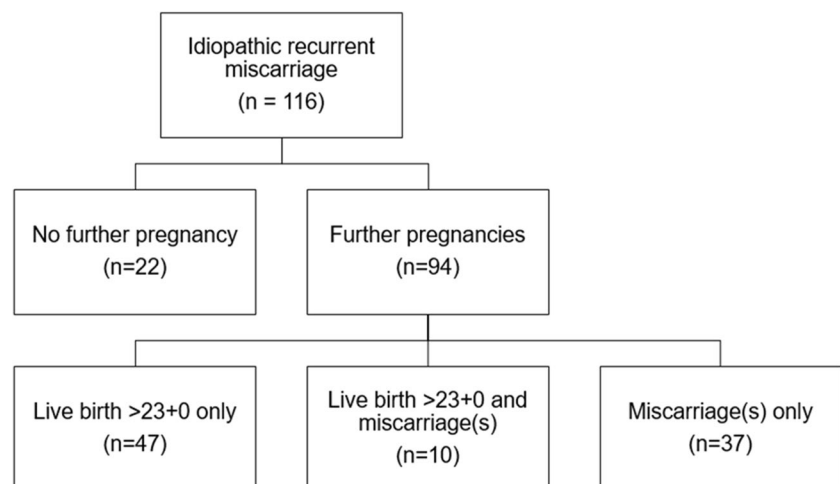 Idiopathic recurrent
miscarriage
(n = 116)
No further pregnancy
(n=22)
Further pregnancies
(n=94)
Live birth >23+0 only
(n=47)
Live birth >23+0 and
miscarriage(s)
(n=10)
Miscarriage(s) only
(n=37)